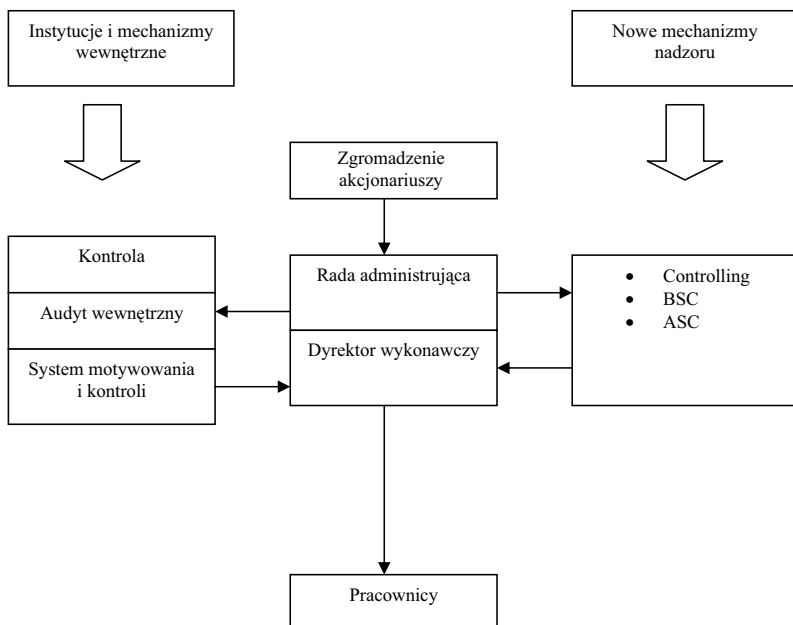 Instytucje i mechanizmy
wewnętrzne
Nowe mechanizmy
nadzoru
Zgromadzenie
akcjonariuszy
Kontrola
Audyt wewnętrzny
System motywowania
i kontroli
Rada administrująca
Dyrektor wykonawczy
• Controlling
• BSC
• ASC
Pracownicy